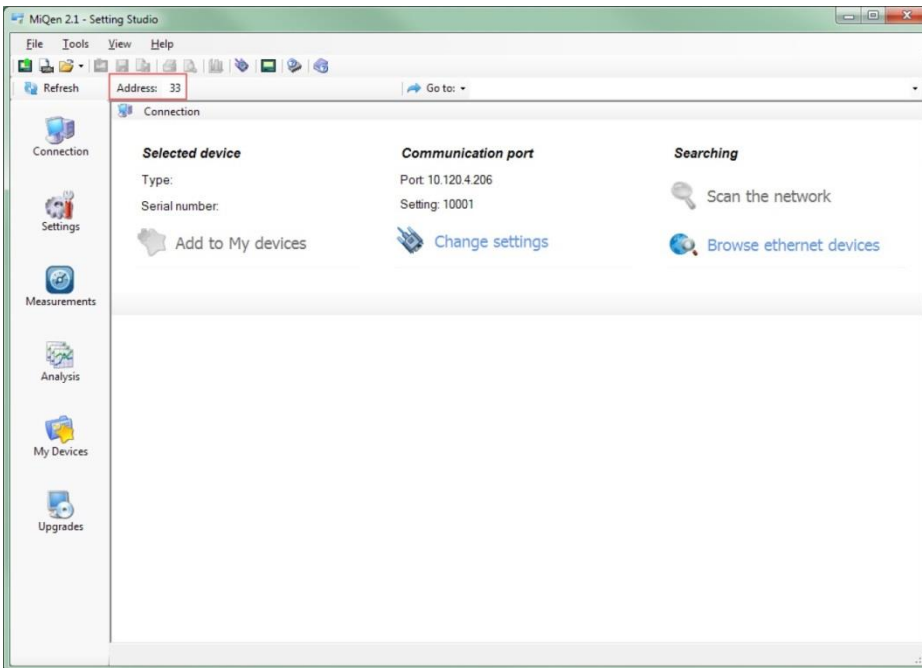 MiQen 2.1 - Setting Studio
File Tools View Help
Refresh Address: 33 Go to:
Connection
Connection
Selected device Communication port Searching
Type: Port: 10.120.4.206
Scan the network
Serial number: Setting: 10001
Settings
Add to My devices Change settings Browse ethernet devices
Measurements
Analysis
My Devices
Upgrades